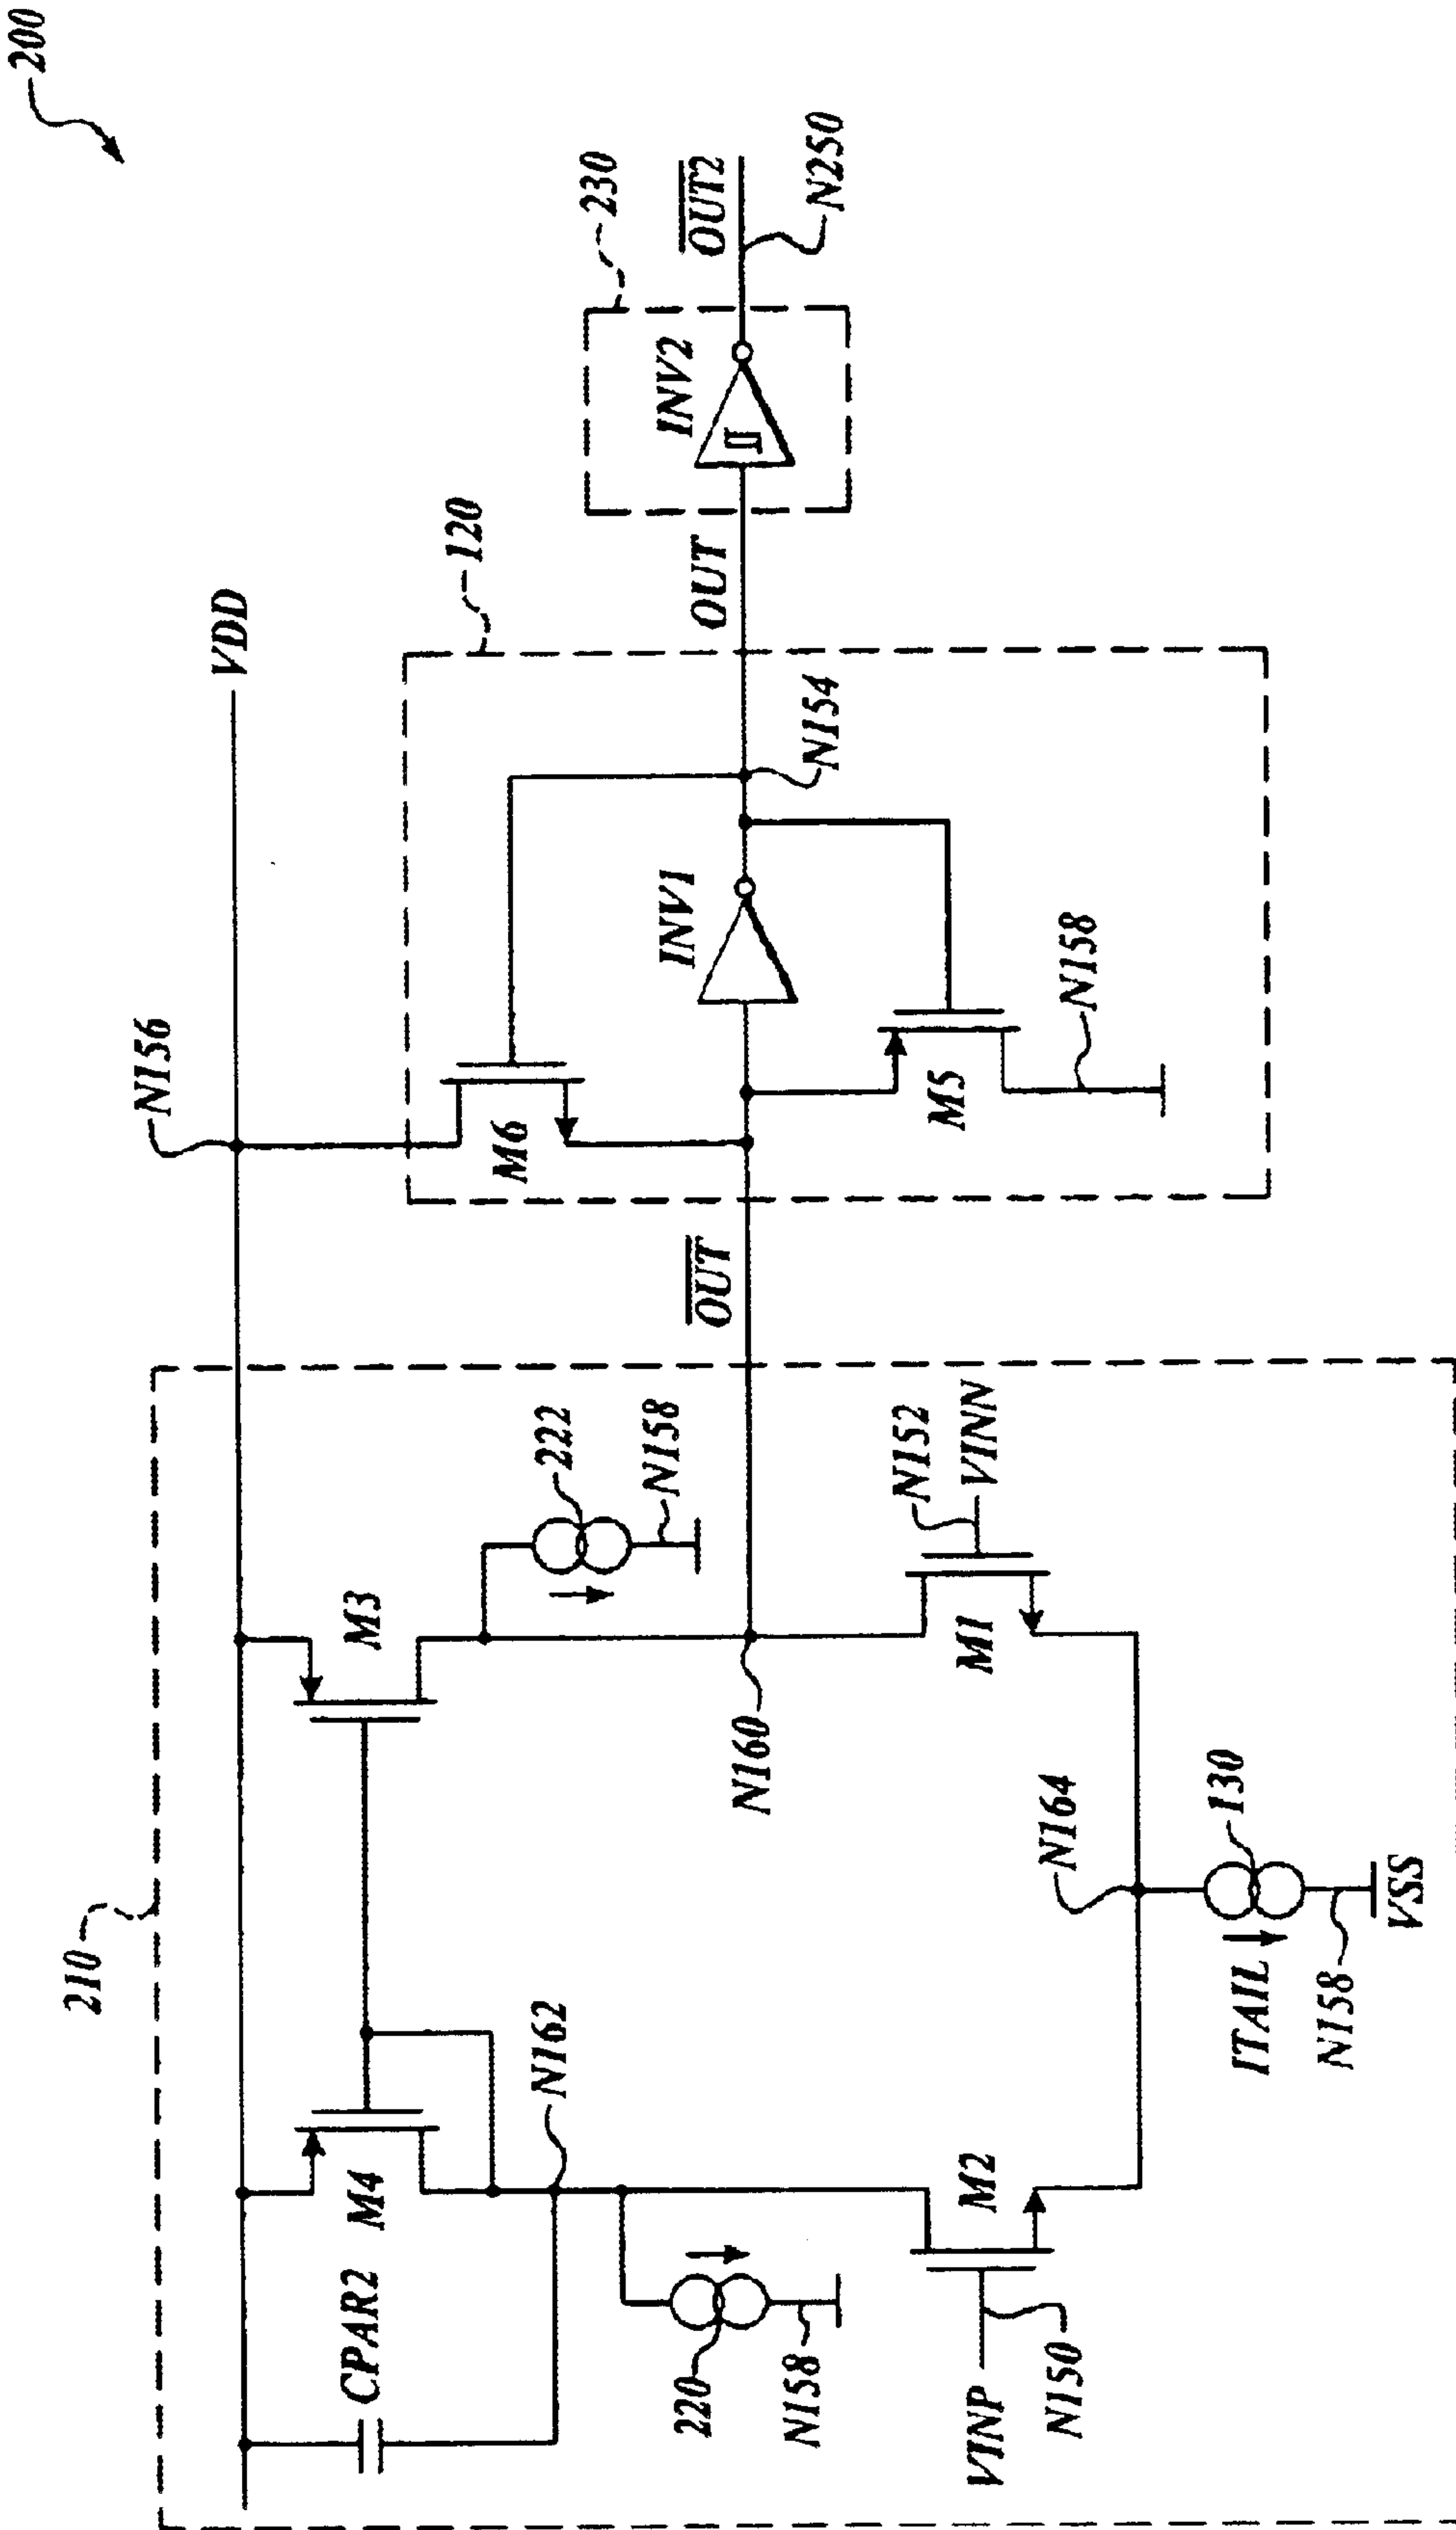 200
210
N156
VDD
120
230
CPAR2
M4
M3
222
N158
M6
INV1
INV2
OUT
OUT2
N250
N162
220
N158
N160
OUT
N154
M5
N158
VINP
N150
M2
M1
N152
VINN
N164
ITAIL
130
N158
VSS